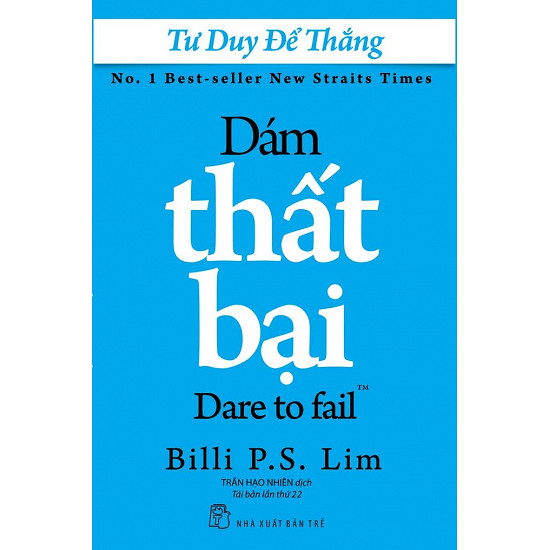 Tư Duy Để Thắng
No. 1 Best-seller New Straits Times
Dám
thất
bại
Dare to fail™
Billi P.S. Lim
TRẦN HẠO NHIÊN dịch
Tái bản lần thứ 22
NHÀ XUẤT BẢN TRẺ